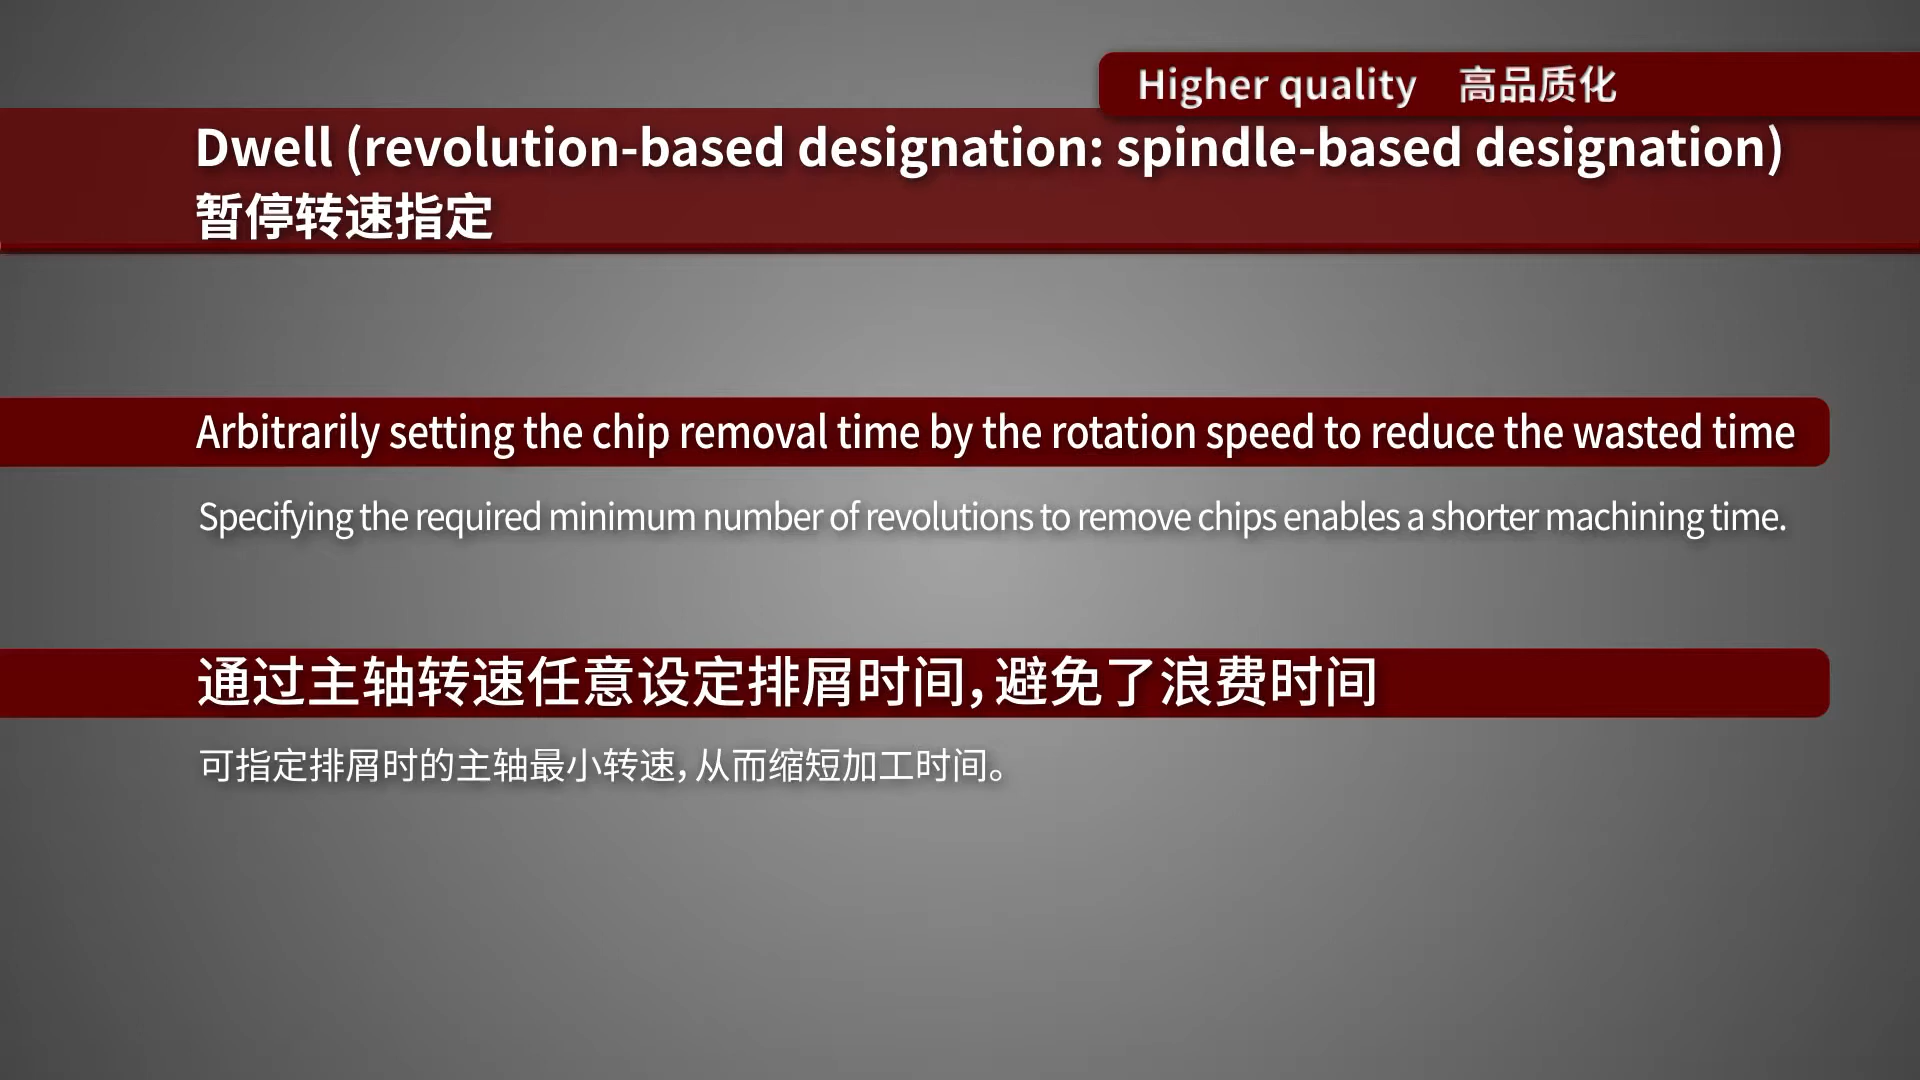 Higher quality 高品质化
Dwell (revolution-based designation: spindle-based designation)
暂停转速指定
Arbitrarily setting the chip removal time by the rotation speed to reduce the wasted time
Specifying the required minimum number of revolutions to remove chips enables a shorter machining time.
通过主轴转速任意设定排屑时间，避免了浪费时间
可指定排屑时的主轴最小转速，从而缩短加工时间。